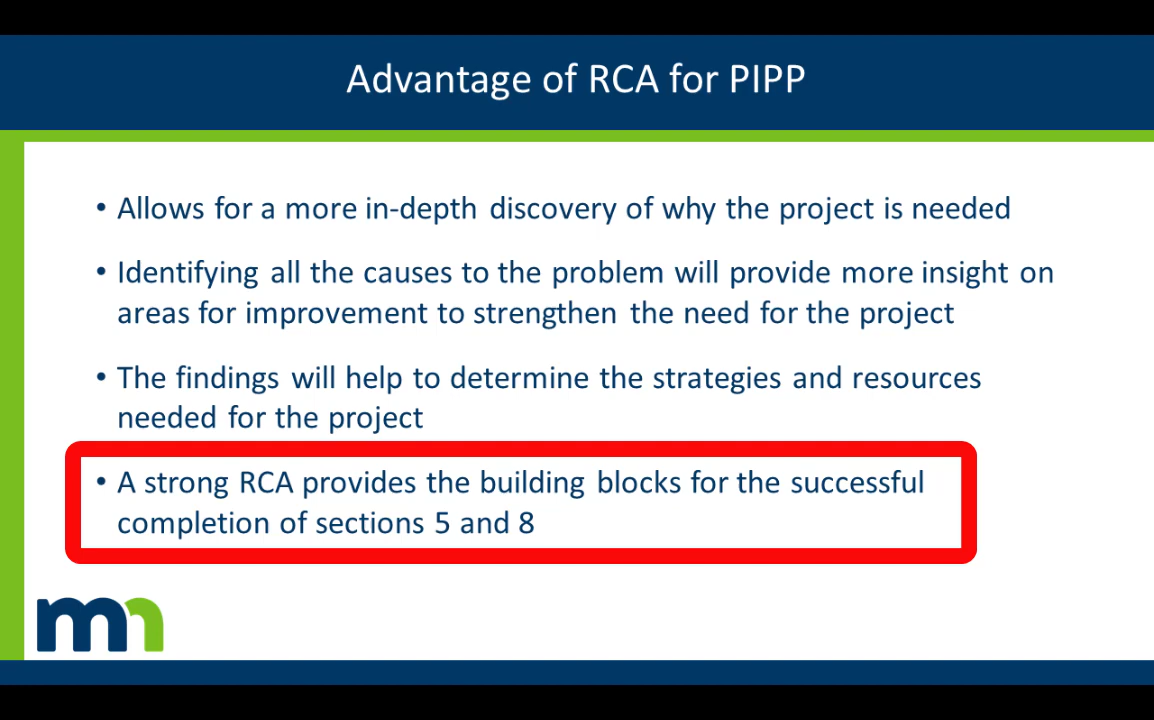 Advantage of RCA for PIPP
• Allows for a more in-depth discovery of why the project is needed
• Identifying all the causes to the problem will provide more insight on
areas for improvement to strengthen the need for the project
• The findings will help to determine the strategies and resources
needed for the project
• A strong RCA provides the building blocks for the successful
completion of sections 5 and 8
mn